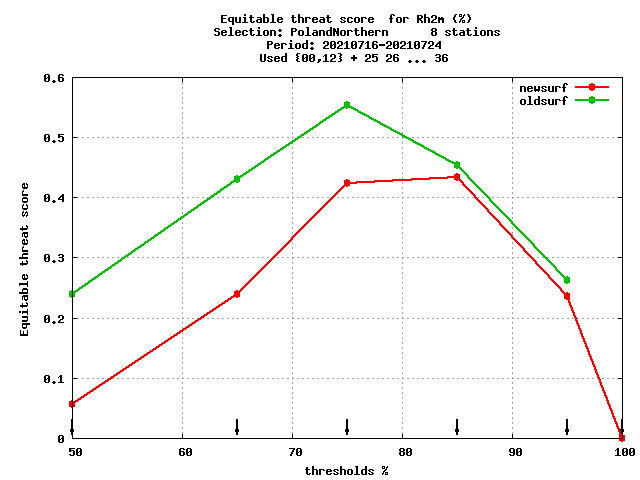 Equitable threat score  for Rh2m (%)
Selection: PolandNorthern      8 stations
Period: 20210716-20210724
Used {00,12} + 25 26 ... 36
newsurf
oldsurf
0.6
0.5
0.4
0.3
0.2
0.1
0
Equitable threat score
50 60 70 80 90 100
thresholds %